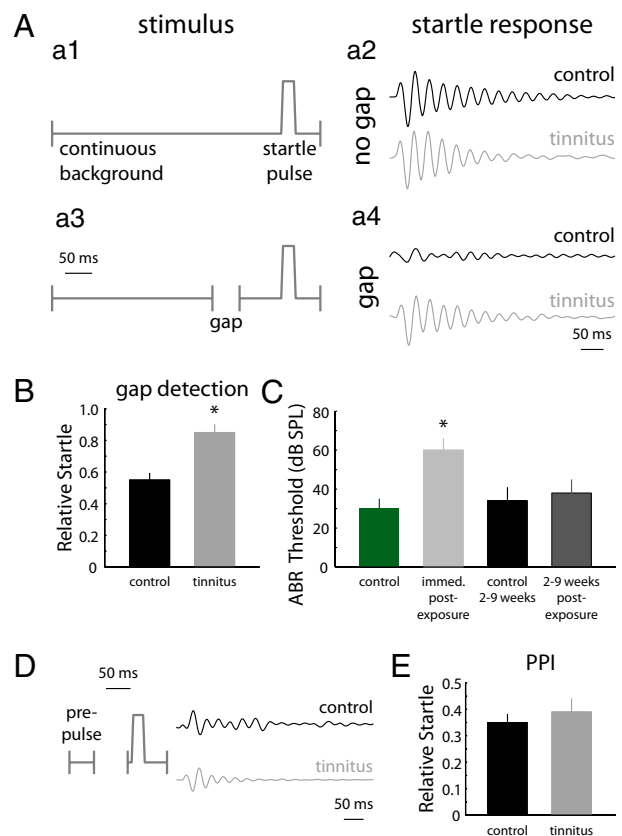 A
stimulus
startle response
a1
continuous
background
startle
pulse
a2
no gap
control
tinnitus
a3
50 ms
gap
a4
gap
control
tinnitus
50 ms
B
gap detection
Relative Startle
1.0
0.8
0.6
0.4
0.2
0
*
control
tinnitus
C
ABR Threshold (dB SPL)
80
60
40
20
0
*
control
immed.
post-
exposure
control
2-9 weeks
2-9 weeks
post-
exposure
D
50 ms
pre-
pulse
control
tinnitus
50 ms
E
PPI
Relative Startle
0.5
0.4
0.3
0.2
0.1
0
control
tinnitus